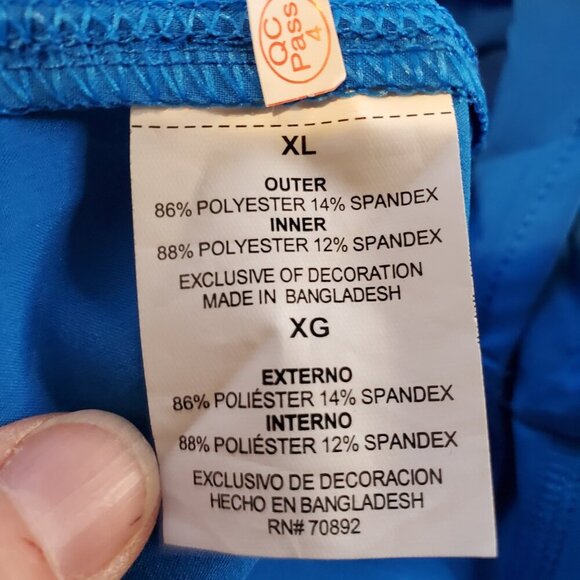 QC
Pass
4
XL
OUTER
86% POLYESTER 14% SPANDEX
INNER
88% POLYESTER 12% SPANDEX
EXCLUSIVE OF DECORATION
MADE IN BANGLADESH
XG
EXTERNO
86% POLIÉSTER 14% SPANDEX
INTERNO
88% POLIÉSTER 12% SPANDEX
EXCLUSIVO DE DECORACION
HECHO EN BANGLADESH
RN# 70892